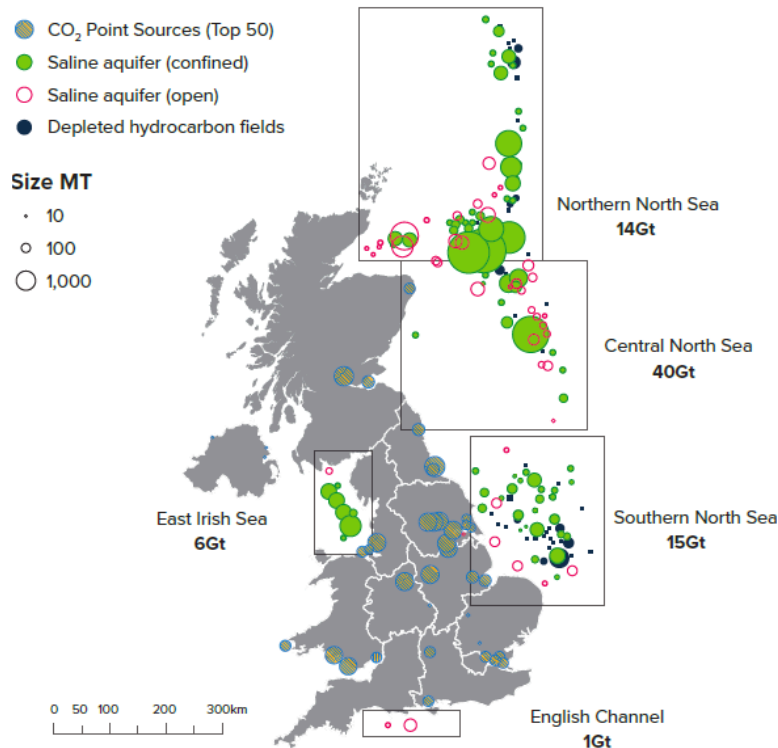 CO₂ Point Sources (Top 50)
Saline aquifer (confined)
Saline aquifer (open)
Depleted hydrocarbon fields
Size MT
10
100
1,000
Northern North Sea
14Gt
Central North Sea
40Gt
East Irish Sea
6Gt
Southern North Sea
15Gt
English Channel
1Gt
0 50 100 200 300km